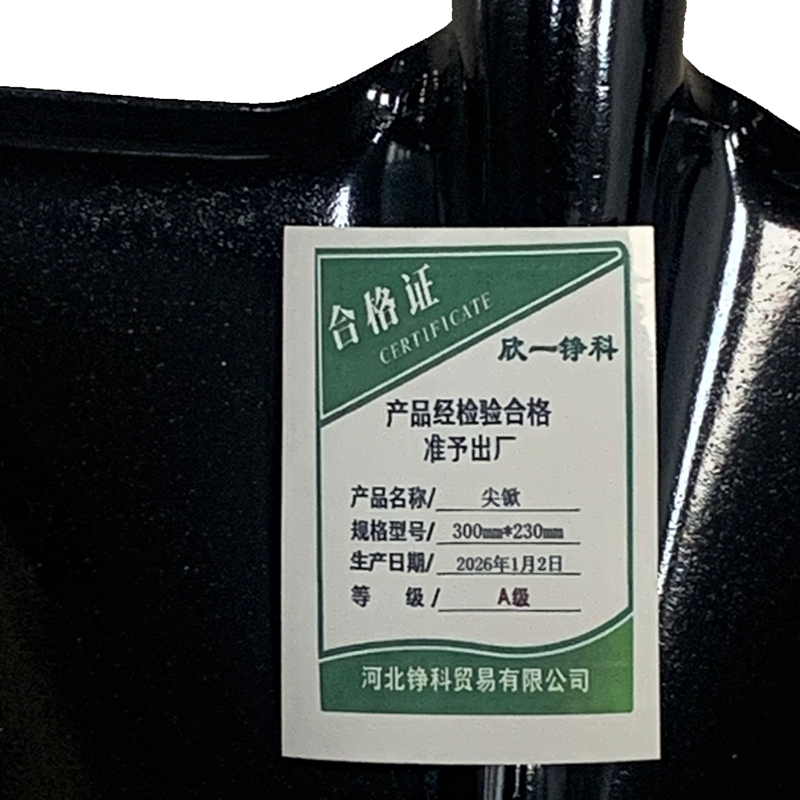 合格证
CERTIFICATE
欣一铮科
产品经检验合格
准予出厂
产品名称/ 尖锨
规格型号/ 300mm*230mm
生产日期/ 2026年1月2日
等 级/ A级
河北铮科贸易有限公司